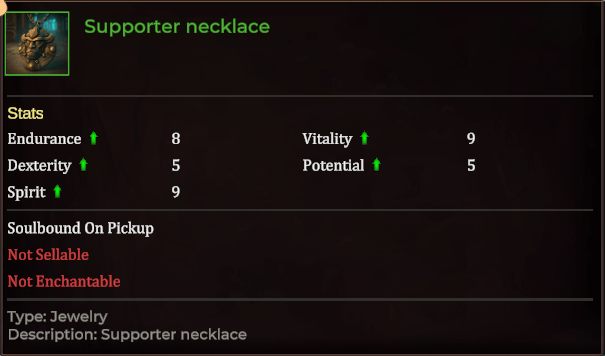 Supporter necklace
Stats
Endurance 8 Vitality 9
Dexterity 5 Potential 5
Spirit 9
Soulbound On Pickup
Not Sellable
Not Enchantable
Type: Jewelry
Description: Supporter necklace